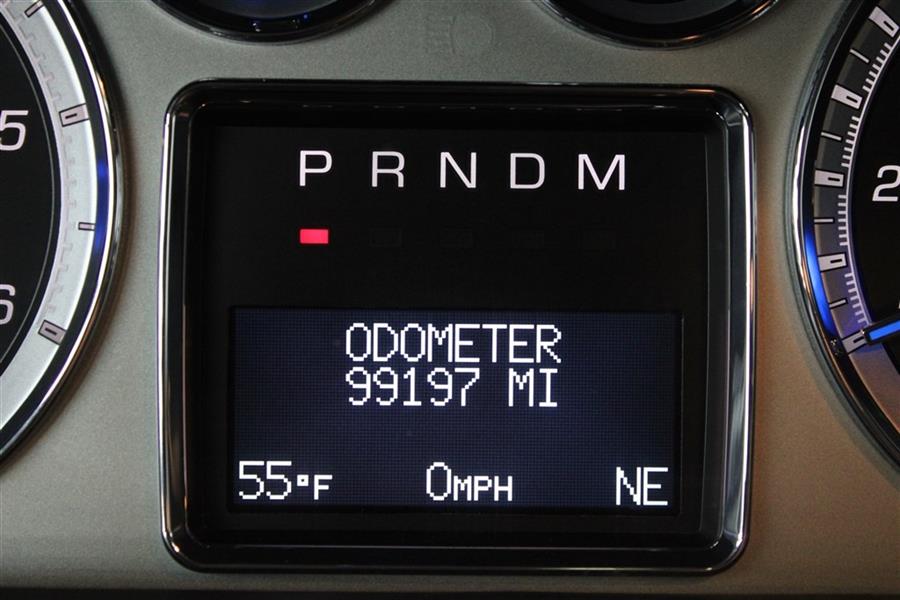 5
6
P R N D M
ODOMETER
99197 MI
55°F 0MPH NE
2